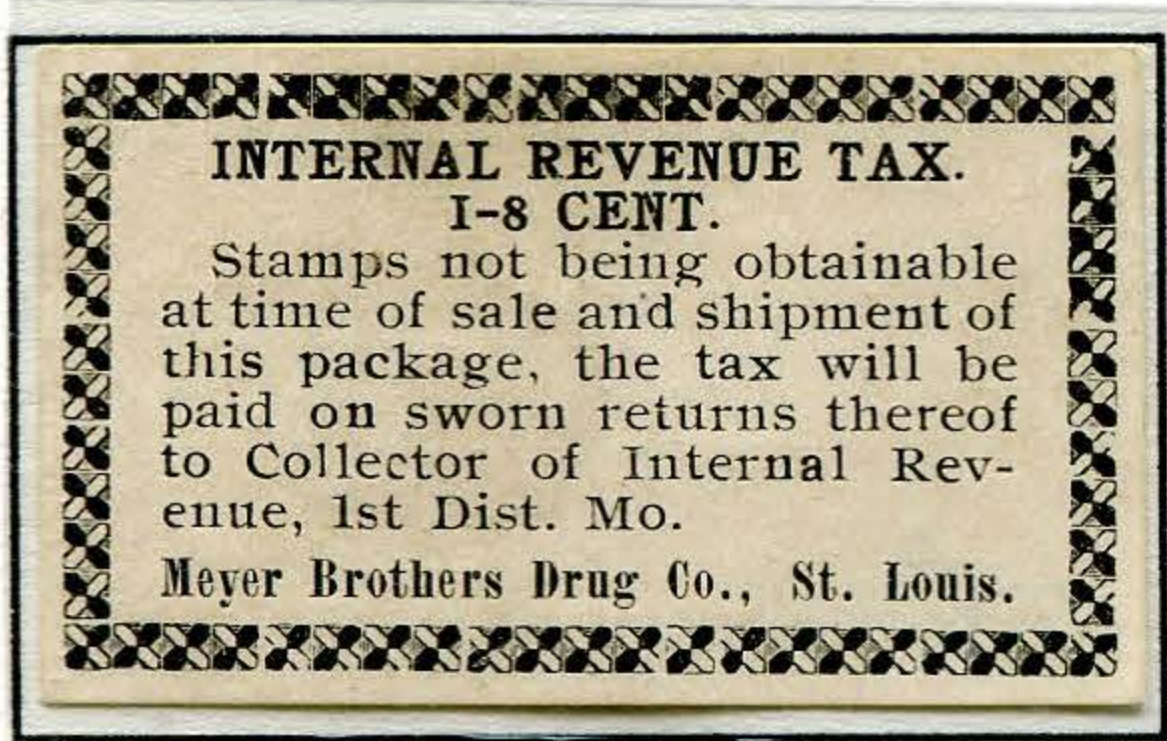 INTERNAL REVENUE TAX.
1-8 CENT.
Stamps not being obtainable
at time of sale and shipment of
this package, the tax will be
paid on sworn returns thereof
to Collector of Internal Rev-
enue, 1st Dist. Mo.
Meyer Brothers Drug Co., St. Louis.